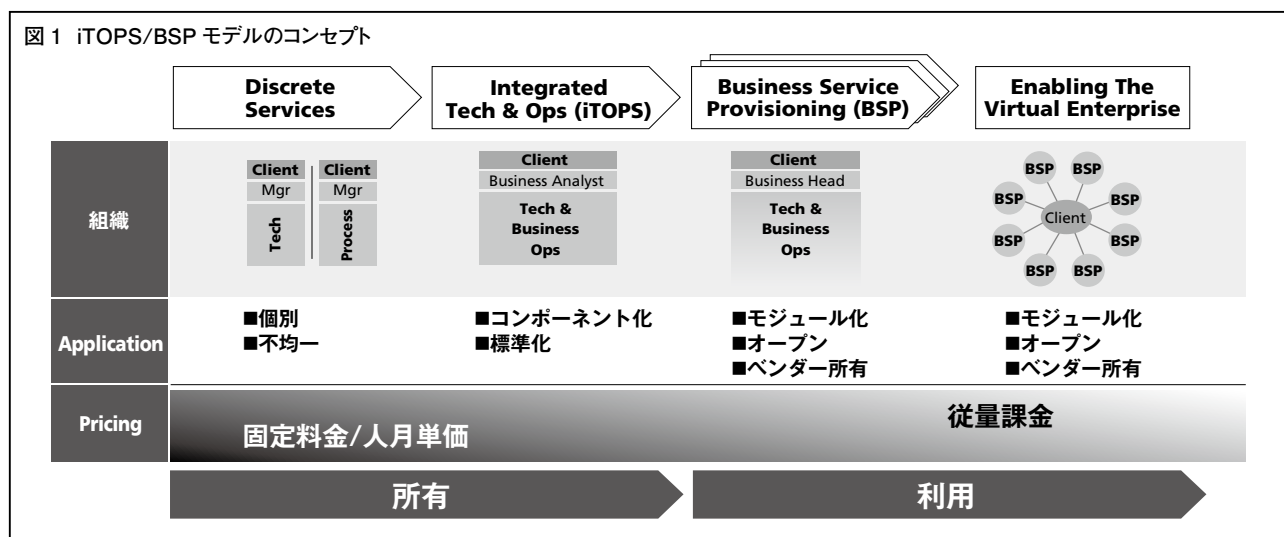 図 1 iTOPS/BSP モデルのコンセプト
Discrete
Services
Integrated
Tech & Ops (iTOPS)
Business Service
Provisioning (BSP)
Enabling The
Virtual Enterprise
組織
Client
Mgr
Tech
Client
Mgr
Process
Client
Business Analyst
Tech &
Business
Ops
Client
Business Head
Tech &
Business
Ops
BSP
BSP
BSP
BSP
Client
BSP
BSP
BSP
BSP
Application
■個別
■不均一
■コンポーネント化
■標準化
■モジュール化
■オープン
■ベンダー所有
■モジュール化
■オープン
■ベンダー所有
Pricing
固定料金/人月単価
従量課金
所有
利用